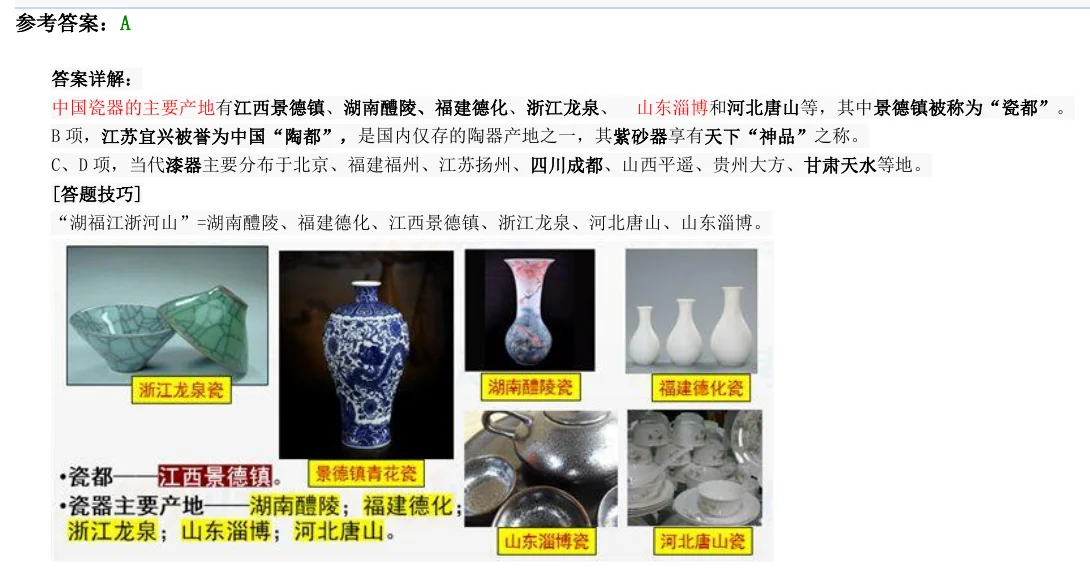 参考答案：A
答案详解：
中国瓷器的主要产地有江西景德镇、湖南醴陵、福建德化、浙江龙泉、 山东淄博和河北唐山等，其中景德镇被称为“瓷都”。
B 项，江苏宜兴被誉为中国“陶都”，是国内仅存的陶器产地之一，其紫砂器享有天下“神品”之称。
C、D 项，当代漆器主要分布于北京、福建福州、江苏扬州、四川成都、山西平遥、贵州大方、甘肃天水等地。
[答题技巧]
“湖福江浙河山”=湖南醴陵、福建德化、江西景德镇、浙江龙泉、河北唐山、山东淄博。
浙江龙泉瓷
景德镇青花瓷
湖南醴陵瓷
福建德化瓷
山东淄博瓷
河北唐山瓷
•瓷都——江西景德镇。
•瓷器主要产地——湖南醴陵；福建德化；
浙江龙泉；山东淄博；河北唐山。